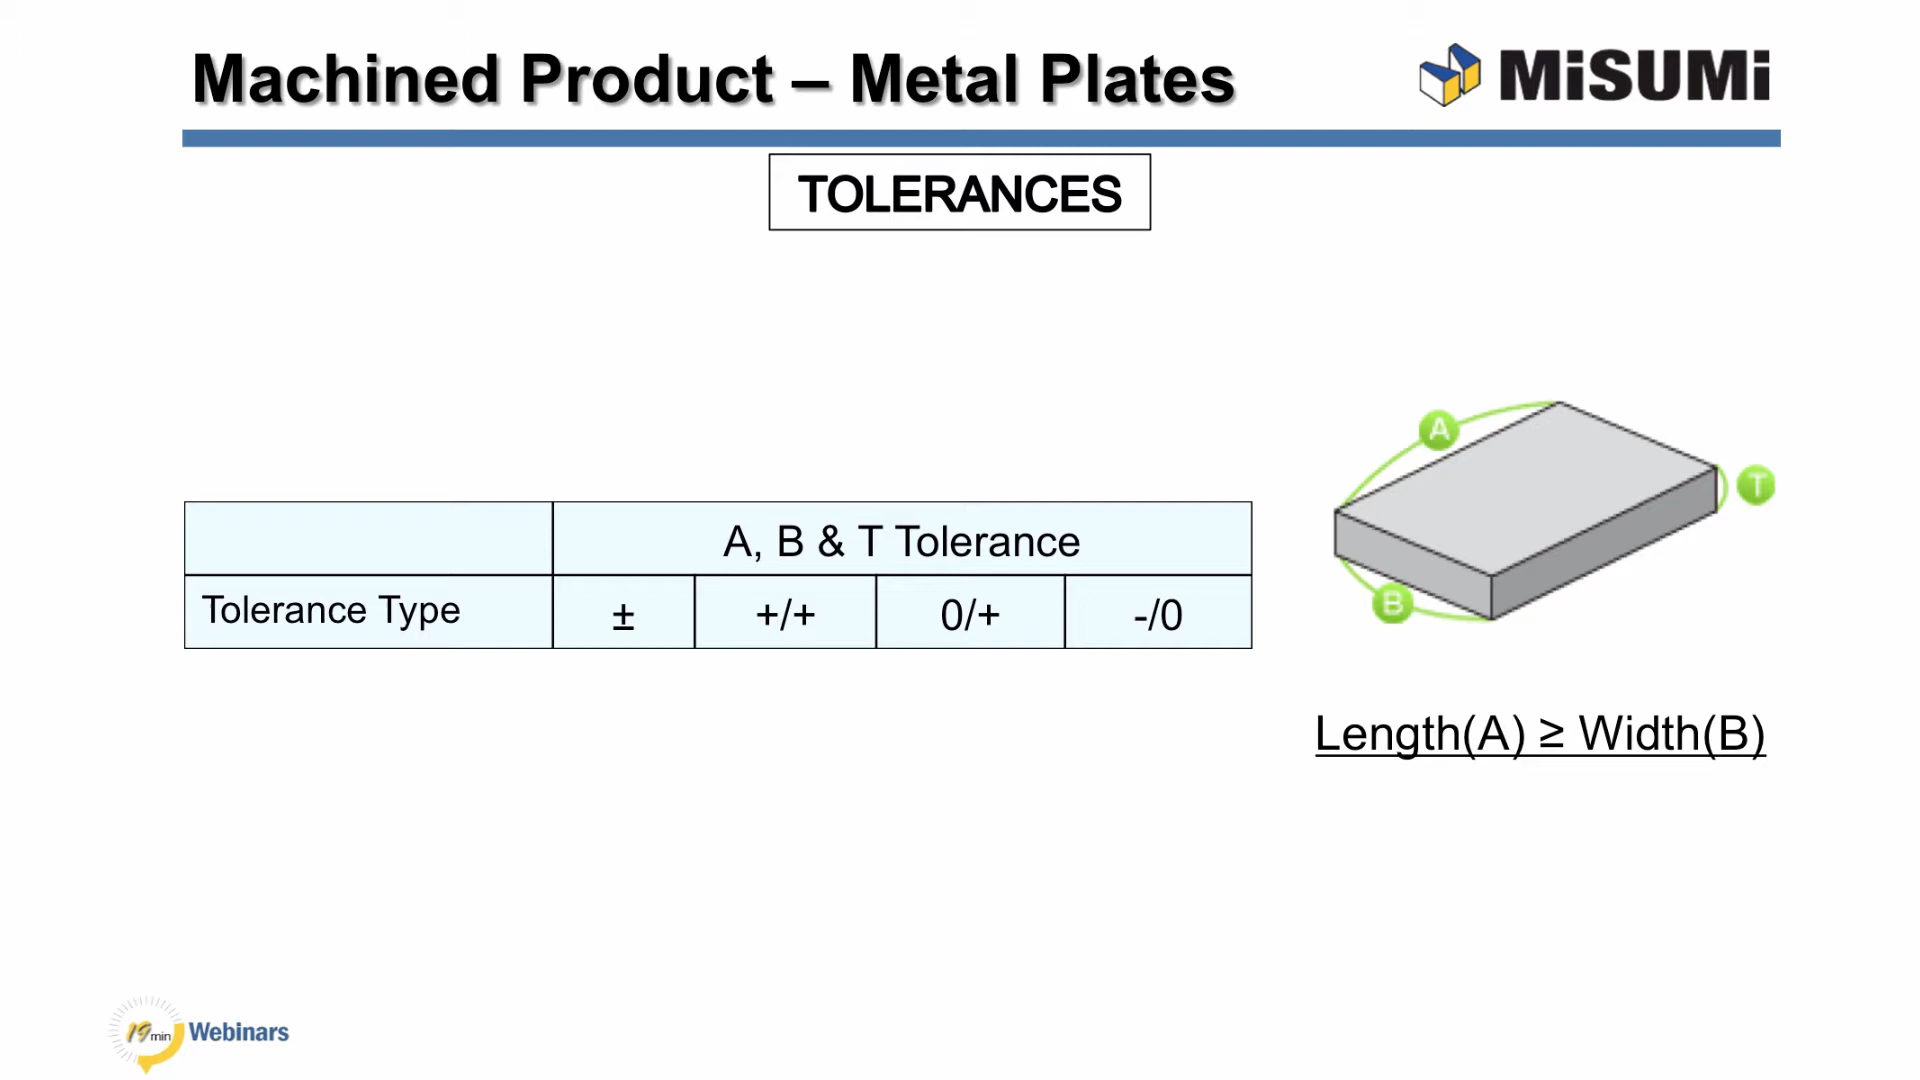 Machined Product – Metal Plates
MiSUMi
TOLERANCES
A, B & T Tolerance
Tolerance Type ± +/+ 0/+ -/0
A
T
B
Length(A) ≥ Width(B)
19min Webinars